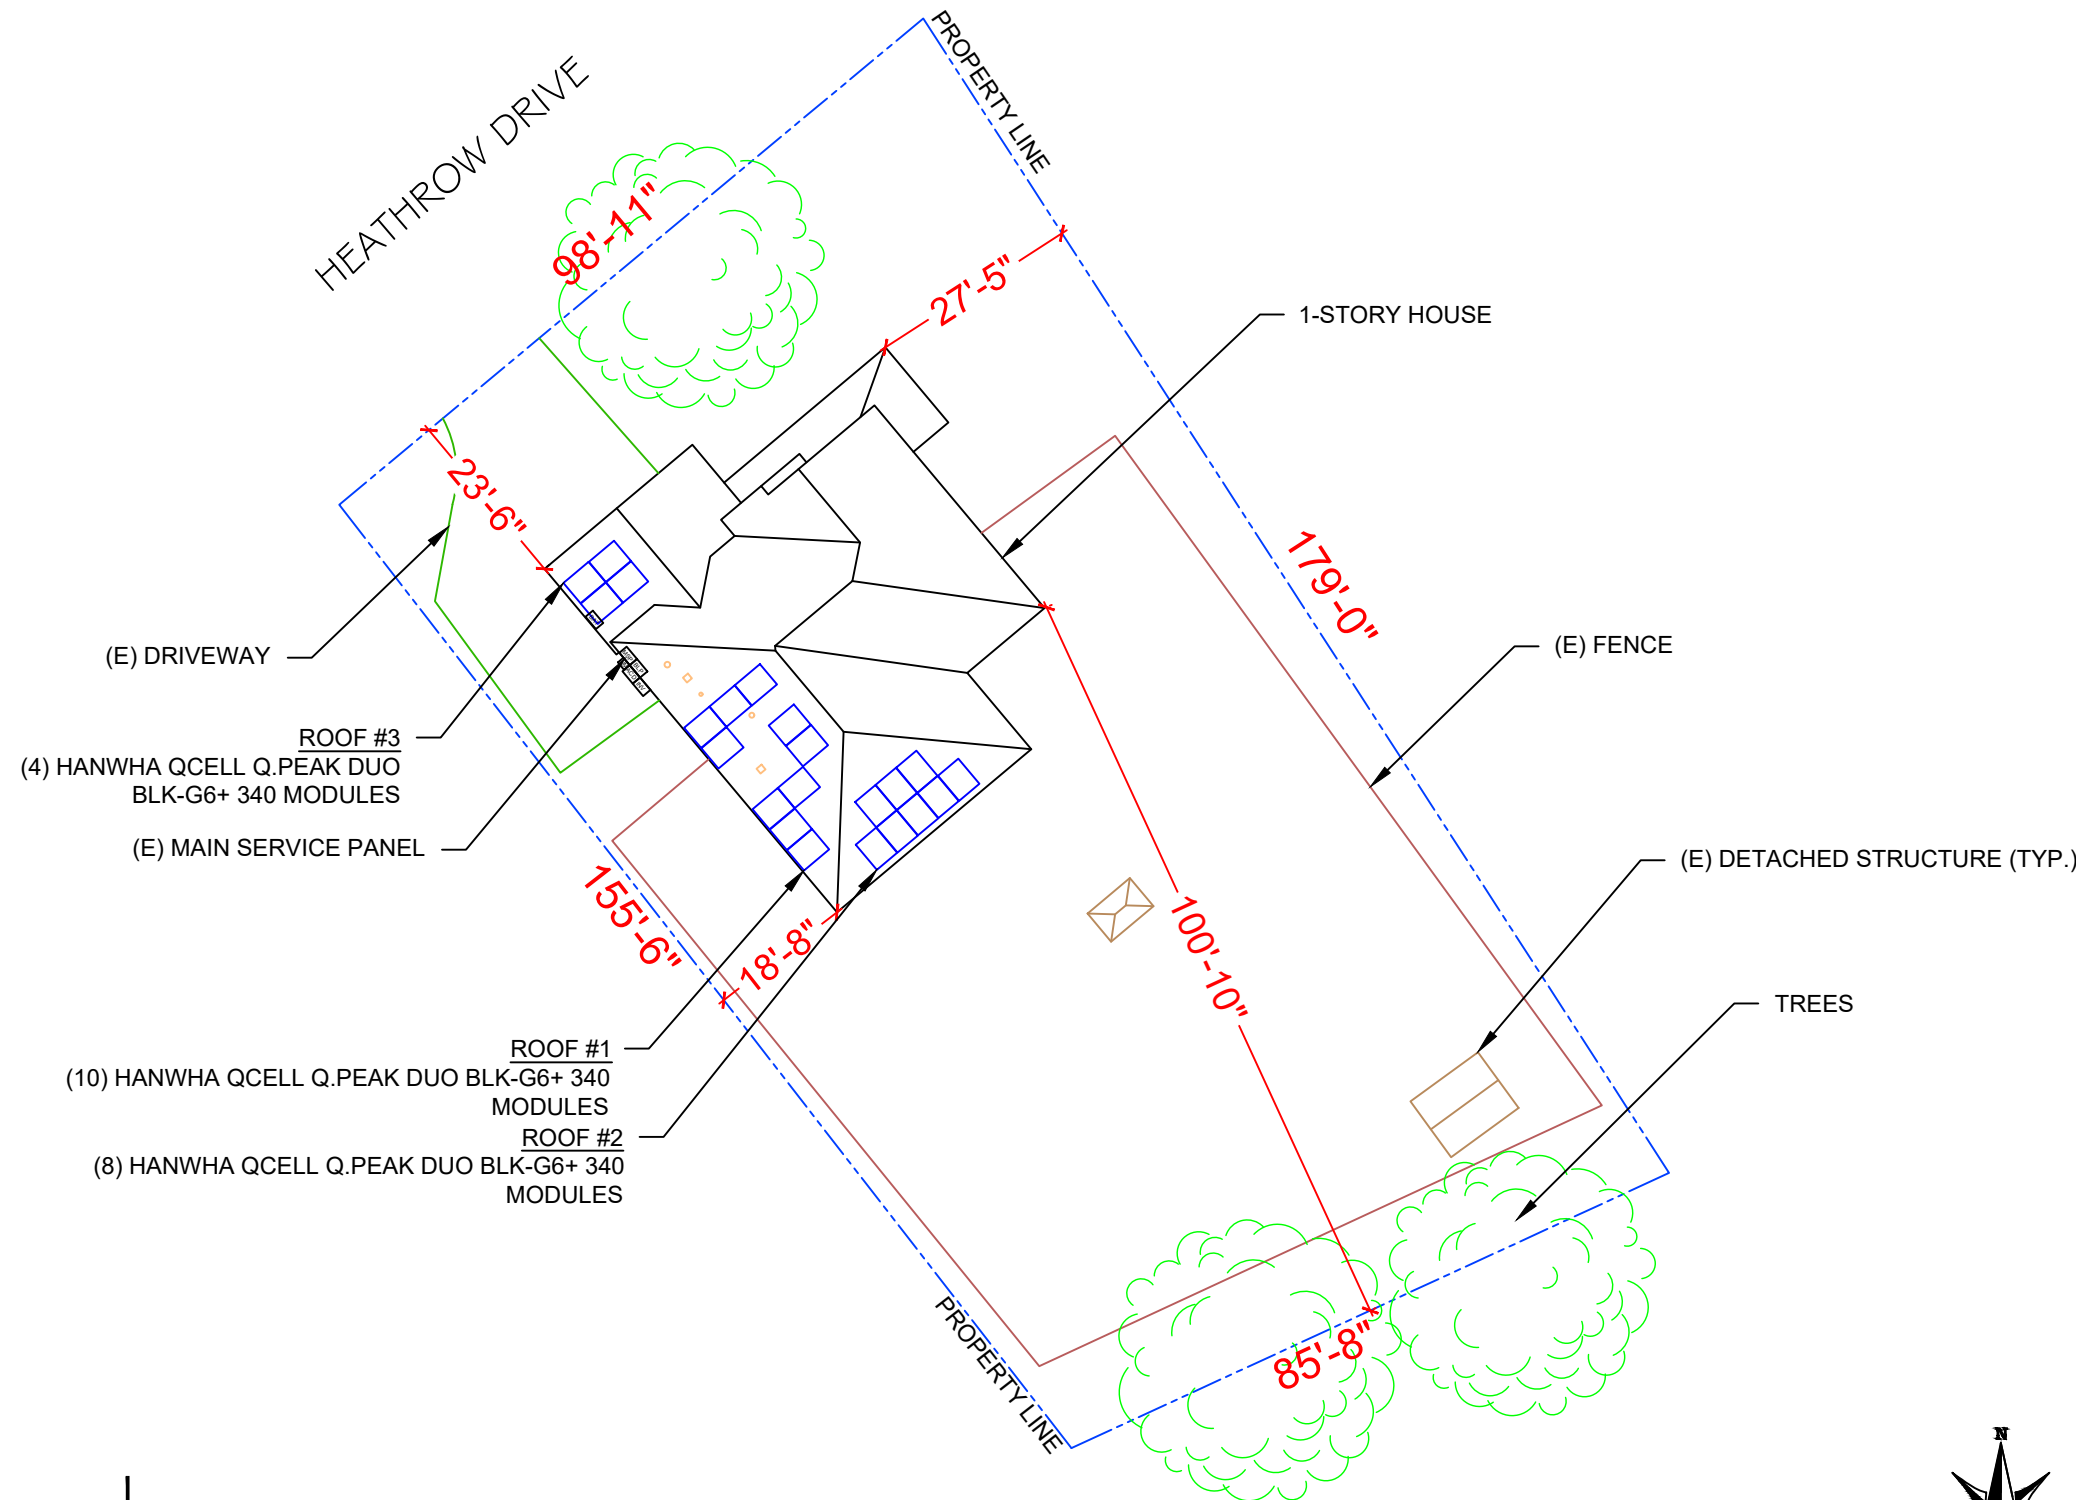 PROPERTY LINE
HEATHROW DRIVE
98'-11"
27'-5"
1-STORY HOUSE
23'-6"
179'-0"
(E) DRIVEWAY
(E) FENCE
ROOF #3
(4) HANWHA QCELL Q.PEAK DUO
BLK-G6+ 340 MODULES
(E) MAIN SERVICE PANEL
(E) DETACHED STRUCTURE (TYP.)
155'-6"
18'-8"
100'-10"
TREES
ROOF #1
(10) HANWHA QCELL Q.PEAK DUO BLK-G6+ 340
MODULES
ROOF #2
(8) HANWHA QCELL Q.PEAK DUO BLK-G6+ 340
MODULES
85'-8"
PROPERTY LINE
N